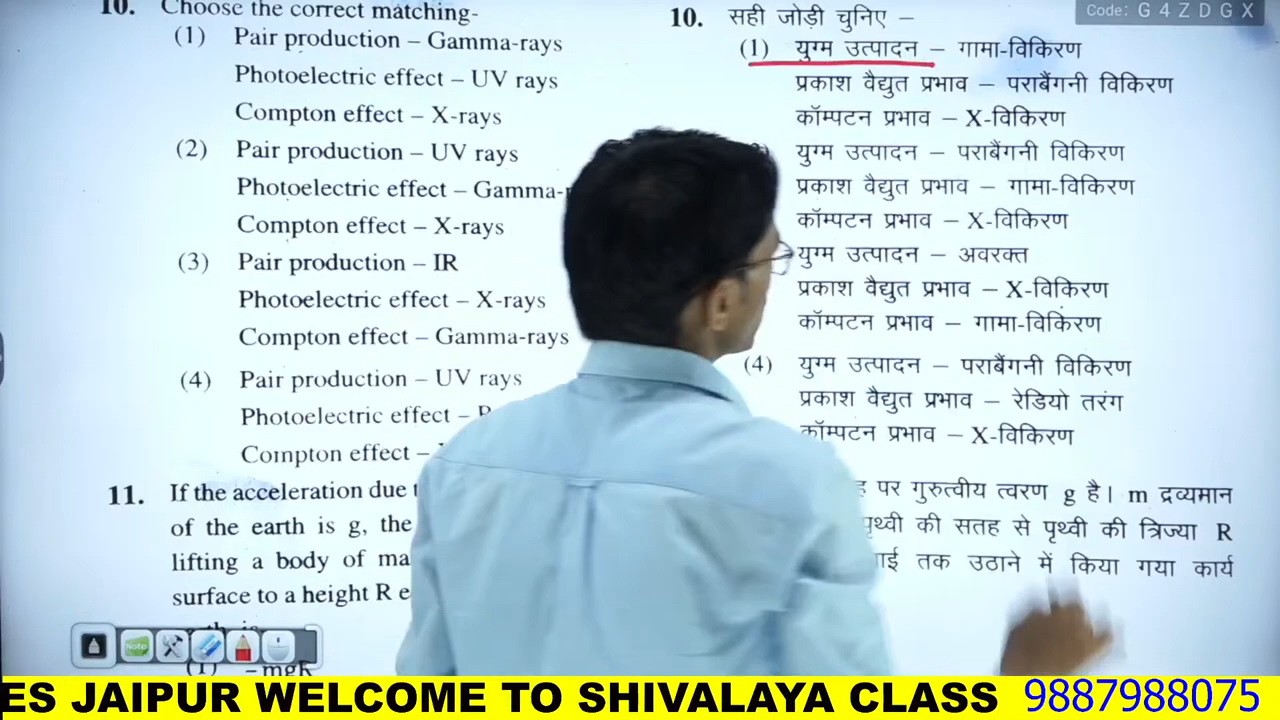 10. Choose the correct matching-
(1) Pair production – Gamma-rays
Photoelectric effect – UV rays
Compton effect – X-rays
(2) Pair production – UV rays
Photoelectric effect – Gamma-
Compton effect – X-rays
(3) Pair production – IR
Photoelectric effect – X-rays
Compton effect – Gamma-rays
(4) Pair production – UV rays
Photoelectric effect –
Compton effect –
11. If the acceleration due
of the earth is g, the
lifting a body of ma
surface to a height R e
(1) – mgR
10. सही जोड़ी चुनिए –
(1) युग्म उत्पादन – गामा-विकिरण
प्रकाश वैद्युत प्रभाव – पराबैंगनी विकिरण
कॉम्पटन प्रभाव – X-विकिरण
युग्म उत्पादन – पराबैंगनी विकिरण
प्रकाश वैद्युत प्रभाव – गामा-विकिरण
कॉम्पटन प्रभाव – X-विकिरण
युग्म उत्पादन – अवरक्त
प्रकाश वैद्युत प्रभाव – X-विकिरण
कॉम्पटन प्रभाव – गामा-विकिरण
(4) युग्म उत्पादन – पराबैंगनी विकिरण
प्रकाश वैद्युत प्रभाव – रेडियो तरंग
कॉम्पटन प्रभाव – X-विकिरण
पर गुरुत्वीय त्वरण g है। m द्रव्यमान
पृथ्वी की सतह से पृथ्वी की त्रिज्या R
तक उठाने में किया गया कार्य
Code: G4ZDGX
Note
ES JAIPUR WELCOME TO SHIVALAYA CLASS 9887988075